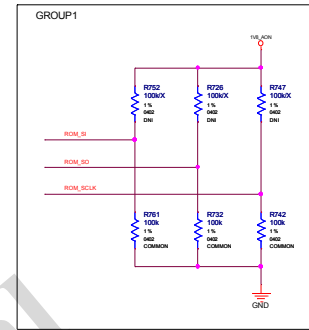 GROUP1
1V8_AON
R752
100k/X
1 %
0402
DNI
R726
100k/X
1 %
0402
DNI
R747
100k/X
1 %
0402
DNI
ROM_SI
ROM_SO
ROM_SCLK
R761
100k
1 %
0402
COMMON
R732
100k
1 %
0402
COMMON
R742
100k
1 %
0402
COMMON
GND